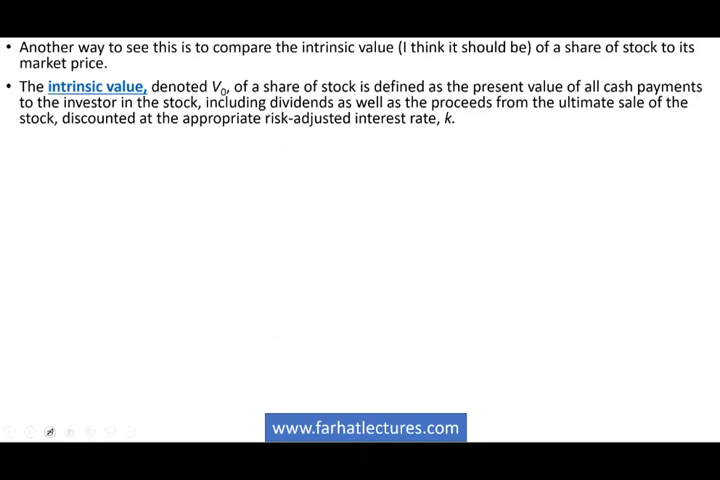 • Another way to see this is to compare the intrinsic value (I think it should be) of a share of stock to its
market price.
• The intrinsic value, denoted V0, of a share of stock is defined as the present value of all cash payments
to the investor in the stock, including dividends as well as the proceeds from the ultimate sale of the
stock, discounted at the appropriate risk-adjusted interest rate, k.
www.farhatlectures.com